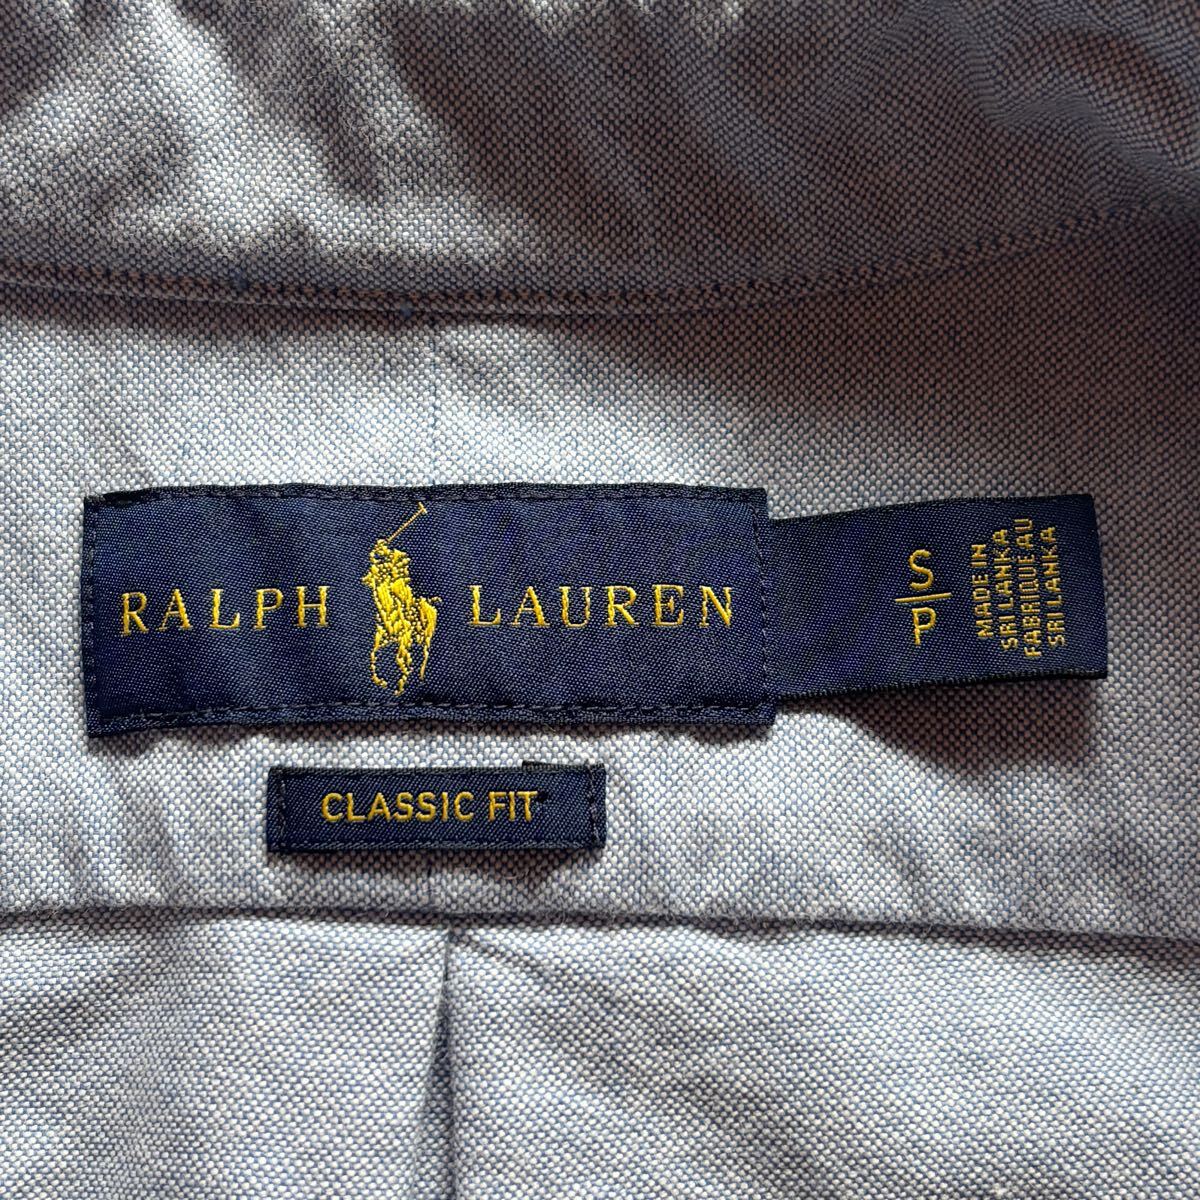 RALPH LAUREN
S
P
MADE IN
SRI LANKA
FABRIQUE AU
SRI LANKA
CLASSIC FIT